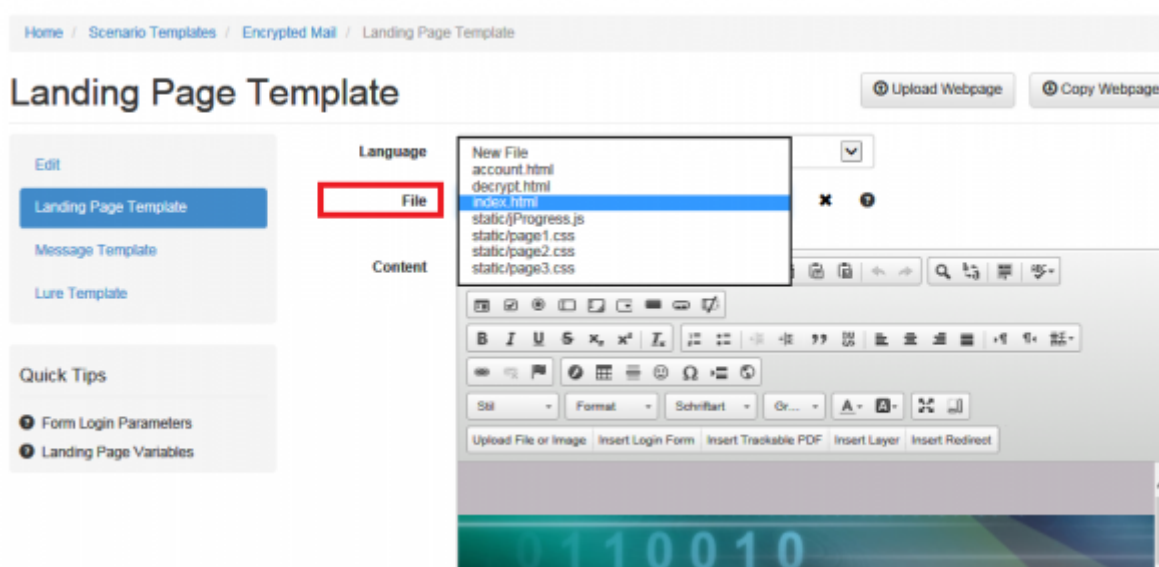 Home / Scenario Templates / Encrypted Mail / Landing Page Template
Landing Page Template
Upload Webpage
Copy Webpage
Edit
Landing Page Template
Message Template
Lure Template
Quick Tips
Form Login Parameters
Landing Page Variables
Language
File
New File
account.html
decrypt.html
index.html
static/jProgress.js
static/page1.css
static/page2.css
static/page3.css
Content
Stil
Format
Schriftart
Gr...
Upload File or Image Insert Login Form Insert Trackable PDF Insert Layer Insert Redirect
0110010